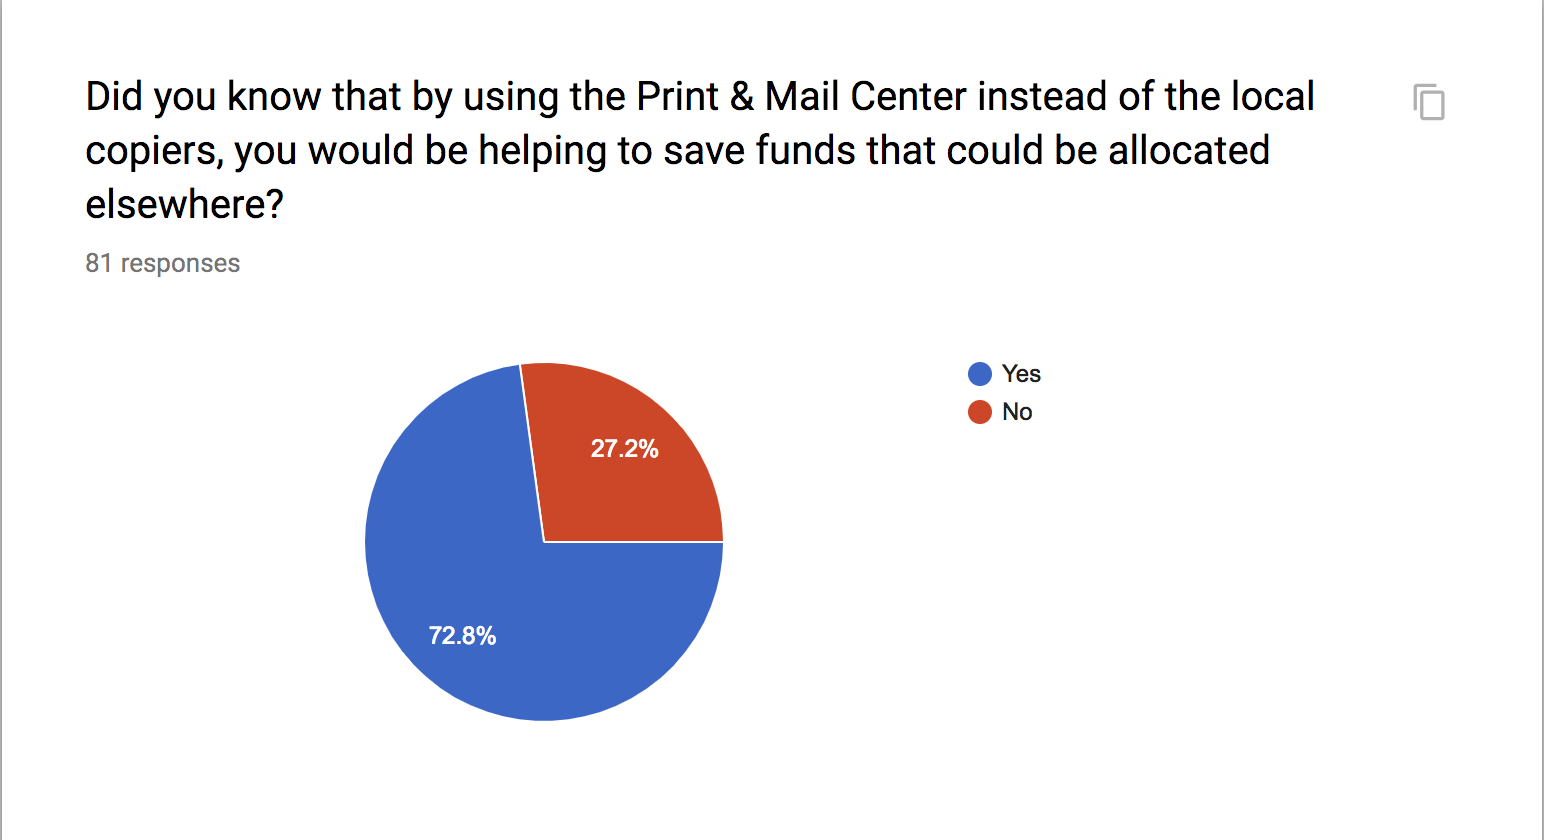 Did you know that by using the Print & Mail Center instead of the local
copiers, you would be helping to save funds that could be allocated
elsewhere?
81 responses
Yes
No
27.2%
72.8%